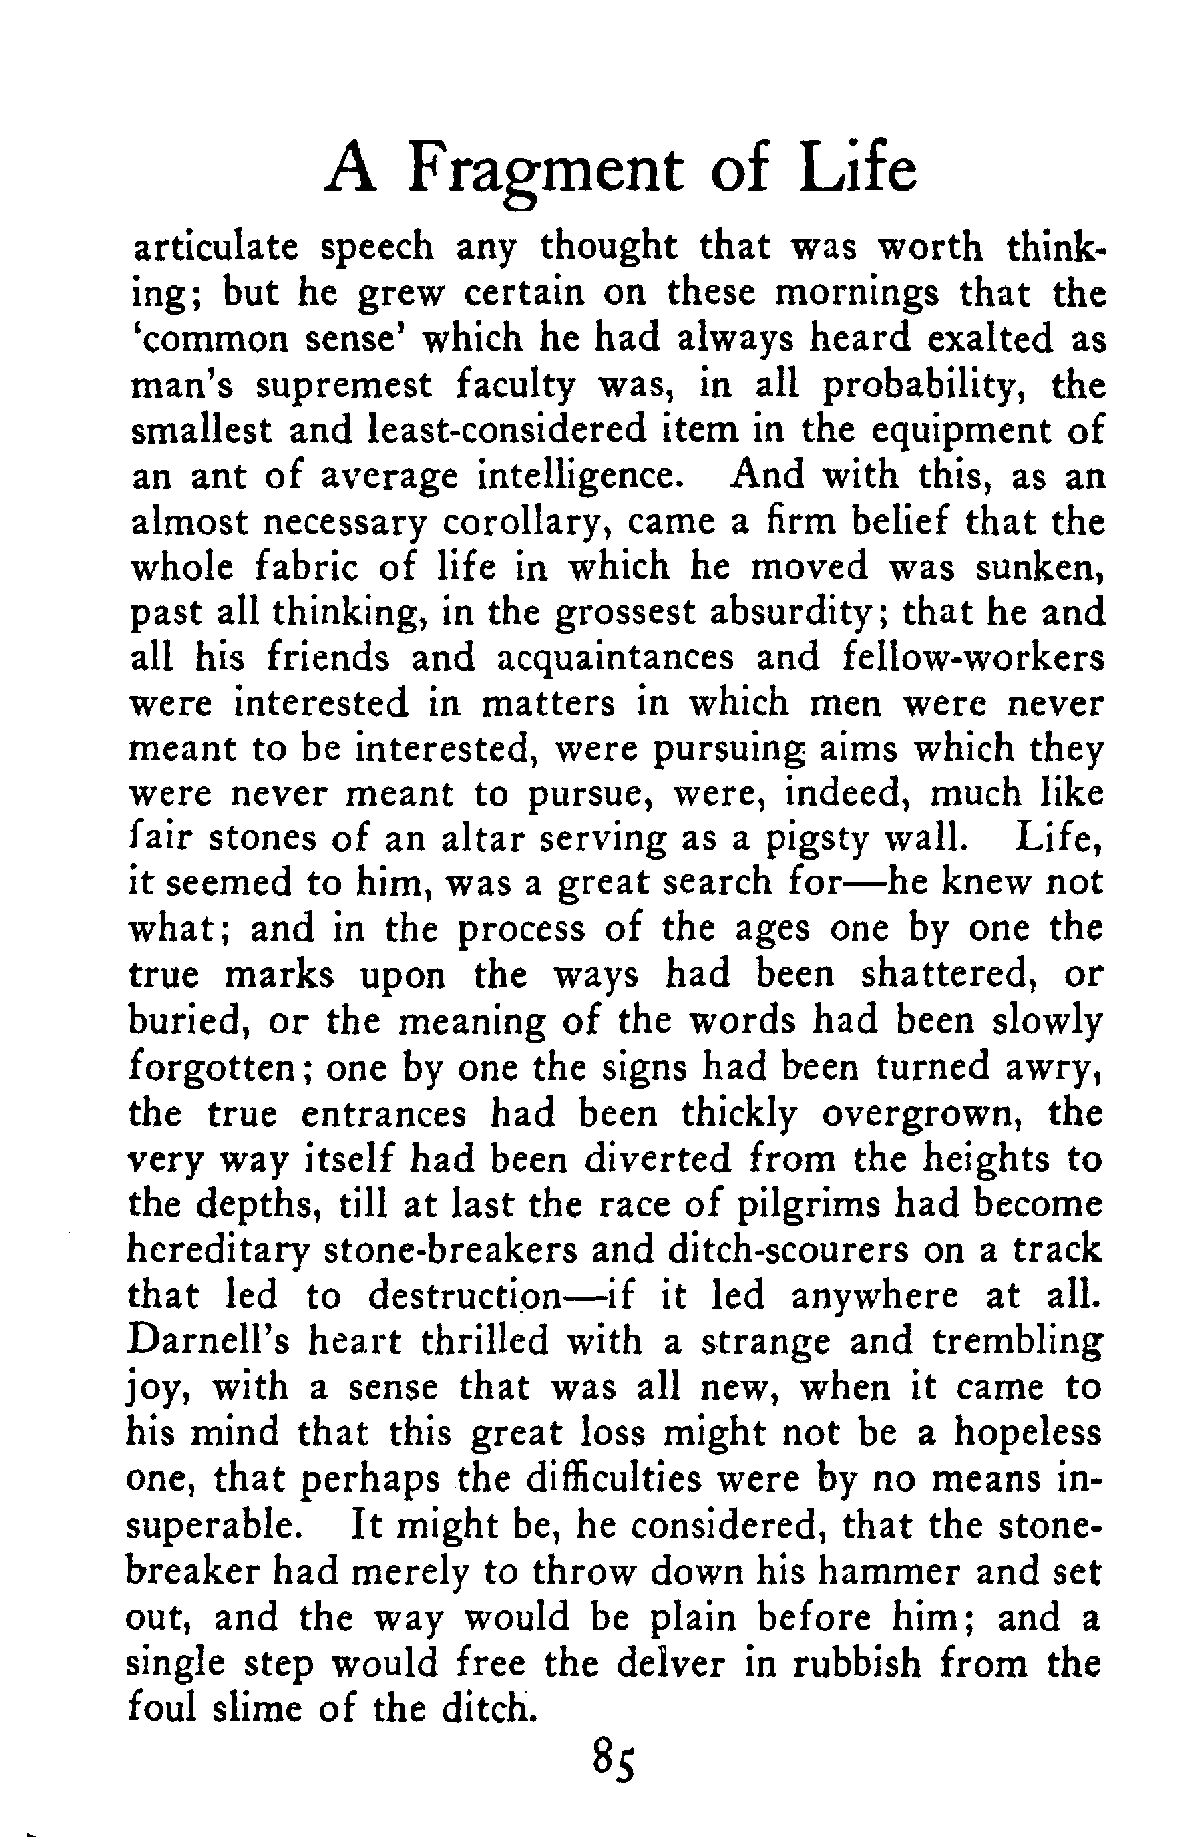 A Fragment of Life
articulate speech any thought that was worth think-
ing; but he grew certain on these mornings that the
‘common sense’ which he had always heard exalted as
man’s supremest faculty was, in all probability, the
smallest and least-considered item in the equipment of
an ant of average intelligence. And with this, as an
almost necessary corollary, came a firm belief that the
whole fabric of life in which he moved was sunken,
past all thinking, in the grossest absurdity; that he and
all his friends and acquaintances and fellow-workers
were interested in matters in which men were never
meant to be interested, were pursuing aims which they
were never meant to pursue, were, indeed, much like
fair stones of an altar serving as a pigsty wall. Life,
it seemed to him, was a great search for—he knew not
what; and in the process of the ages one by one the
true marks upon the ways had been shattered, or
buried, or the meaning of the words had been slowly
forgotten; one by one the signs had been turned awry,
the true entrances had been thickly overgrown, the
very way itself had been diverted from the heights to
the depths, till at last the race of pilgrims had become
hereditary stone-breakers and ditch-scourers on a track
that led to destruction—if it led anywhere at all.
Darnell’s heart thrilled with a strange and trembling
joy, with a sense that was all new, when it came to
his mind that this great loss might not be a hopeless
one, that perhaps the difficulties were by no means in-
superable. It might be, he considered, that the stone-
breaker had merely to throw down his hammer and set
out, and the way would be plain before him; and a
single step would free the delver in rubbish from the
foul slime of the ditch.
85